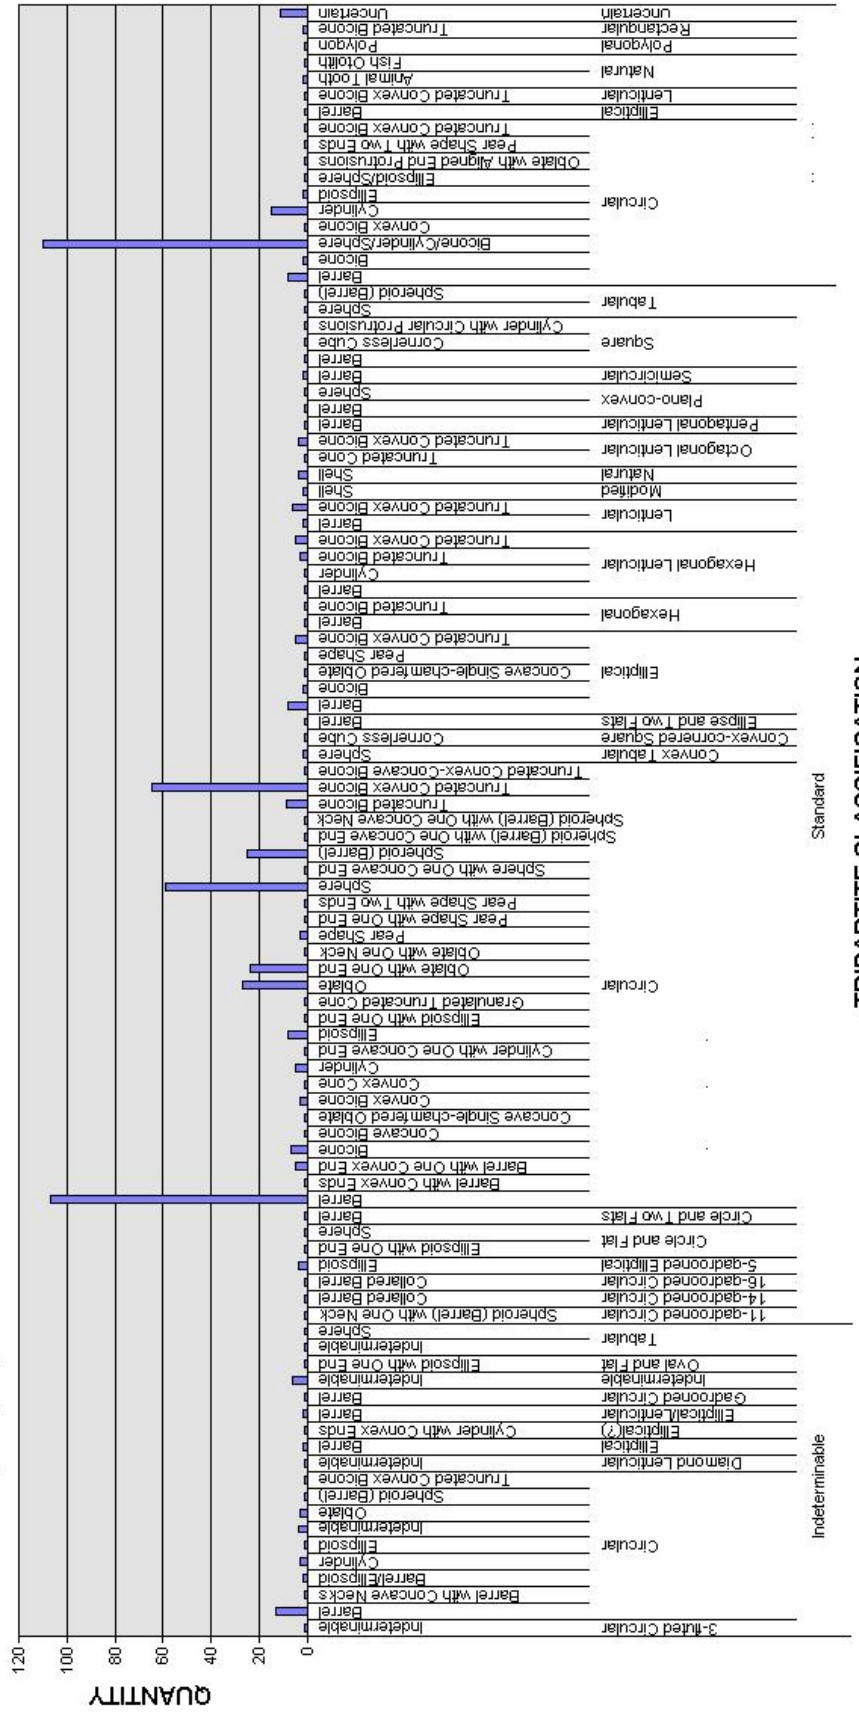 QUANTITY
120
100
80
60
40
20
0
Uncertain Uncertain
Truncated Bicone Rectangular
Polygon Polygonal
Fish Otolith
Natural
Animal Tooth
Truncated Convex Bicone Lenticular
Barrel Elliptical
Truncated Convex Bicone
Pear Shape with Two Ends
Oblate with Aligned End Protrusions
Ellipsoid/Sphere
Ellipsoid
Circular
Cylinder
Convex Bicone
Bicone/Cylinder/Sphere
Bicone
Barrel
Spheroid (Barrel)
Tabular
Sphere
Cylinder with Circular Protrusions
Cornerless Cube Square
Barrel
Barrel Semicircular
Sphere
Plano-convex
Barrel
Barrel Pentagonal Lenticular
Truncated Convex Bicone
Octagonal Lenticular
Truncated Cone
Shell Natural
Shell Modified
Truncated Convex Bicone
Lenticular
Barrel
Truncated Convex Bicone
Truncated Bicone
Hexagonal Lenticular
Cylinder
Barrel
Truncated Bicone
Hexagonal
Barrel
Truncated Convex Bicone
Pear Shape
Concave Single-chamfered Oblate Elliptical
Bicone
Barrel
Barrel Ellipse and Two Flats
Cornerless Cube Convex-cornered Square
Sphere Convex Tabular
Truncated Convex-Concave Bicone
Truncated Convex Bicone
Truncated Bicone
Spheroid (Barrel) with One Concave Neck
Spheroid (Barrel) with One Concave End
Spheroid (Barrel)
Sphere with One Concave End
Sphere
Pear Shape with Two Ends
Pear Shape with One End
Pear Shape
Oblate with One Neck
Oblate with One End
Oblate Circular
Granulated Truncated Cone
Ellipsoid with One End
Ellipsoid
Cylinder with One Concave End
Cylinder
Convex Cone
Convex Bicone
Concave Single-chamfered Oblate
Concave Bicone
Bicone
Barrel with One Convex End
Barrel with Convex Ends
Barrel
Barrel Circle and Two Flats
Sphere
Circle and Flat
Ellipsoid with One End
Ellipsoid 5-gadrooned Elliptical
Collared Barrel 16-gadrooned Circular
Collared Barrel 14-gadrooned Circular
Spheroid (Barrel) with One Neck 11-gadrooned Circular
Sphere
Tabular
Indeterminable
Ellipsoid with One End Oval and Flat
Indeterminable Indeterminable
Barrel Gadrooned Circular
Barrel Elliptical/Lenticular
Cylinder with Convex Ends Elliptical(?)
Barrel Elliptical
Indeterminable Diamond Lenticular
Truncated Convex Bicone
Spheroid (Barrel)
Oblate
Indeterminable
Ellipsoid Circular
Cylinder
Barrel/Ellipsoid
Barrel with Concave Necks
Barrel
Indeterminable 3-fluted Circular
Standard
Indeterminable
TRIPARTITE CLASSIFICATION